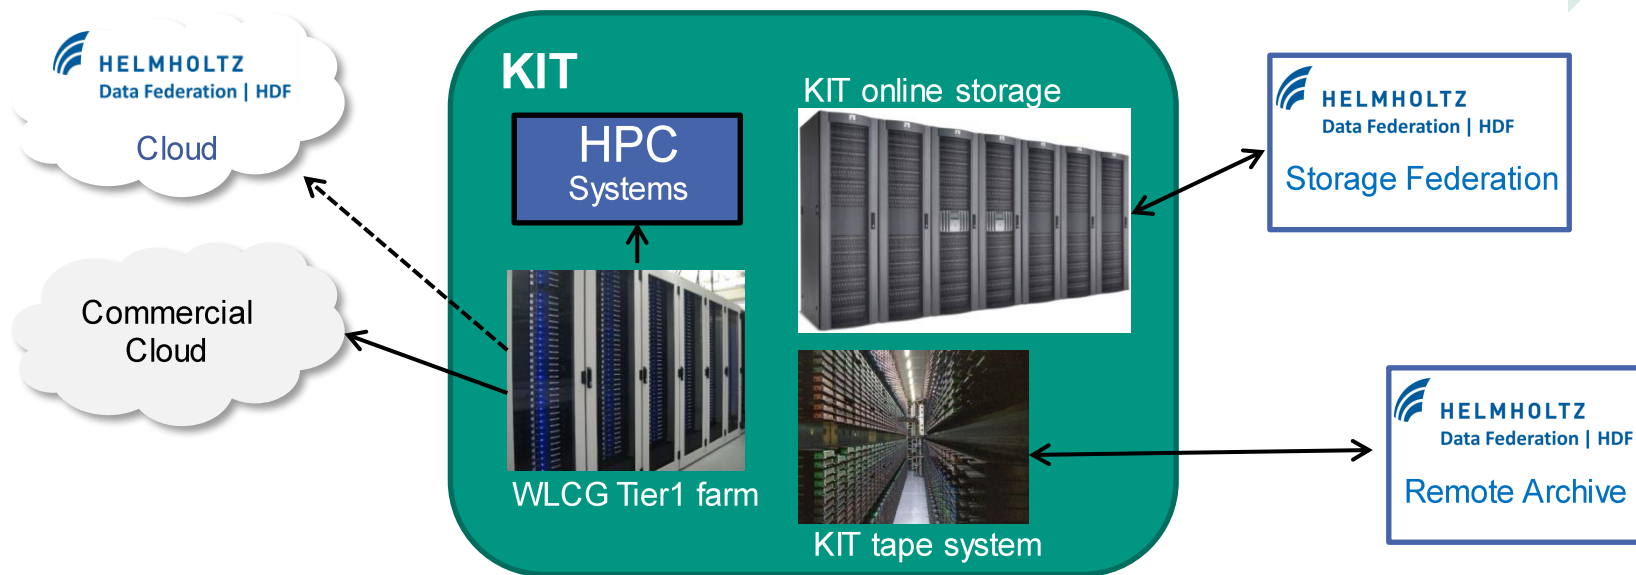 HELMHOLTZ
Data Federation | HDF
Cloud
Commercial
Cloud
KIT
HPC
Systems
WLCG Tier1 farm
KIT online storage
KIT tape system
HELMHOLTZ
Data Federation | HDF
Storage Federation
HELMHOLTZ
Data Federation | HDF
Remote Archive